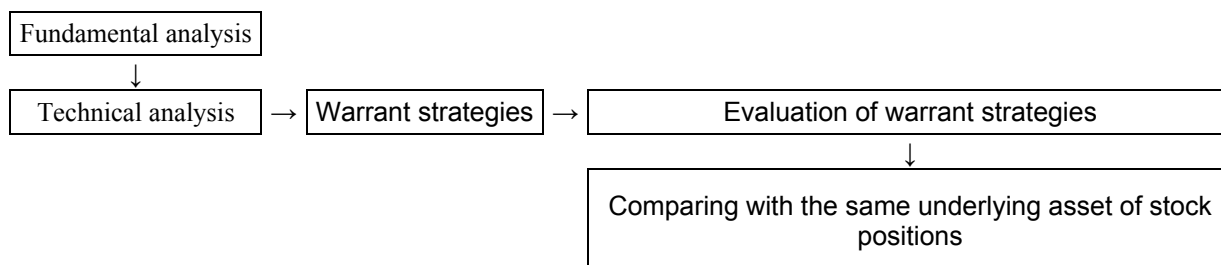 Fundamental analysis
↓
Technical analysis → Warrant strategies → Evaluation of warrant strategies
↓
Comparing with the same underlying asset of stock
positions